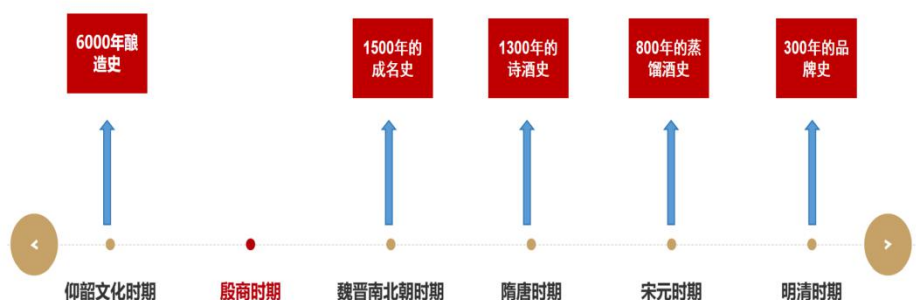 6000年酿
造史
1500年的
成名史
1300年的
诗酒史
800年的蒸
馏酒史
300年的品
牌史
仰韶文化时期
殷商时期
魏晋南北朝时期
隋唐时期
宋元时期
明清时期